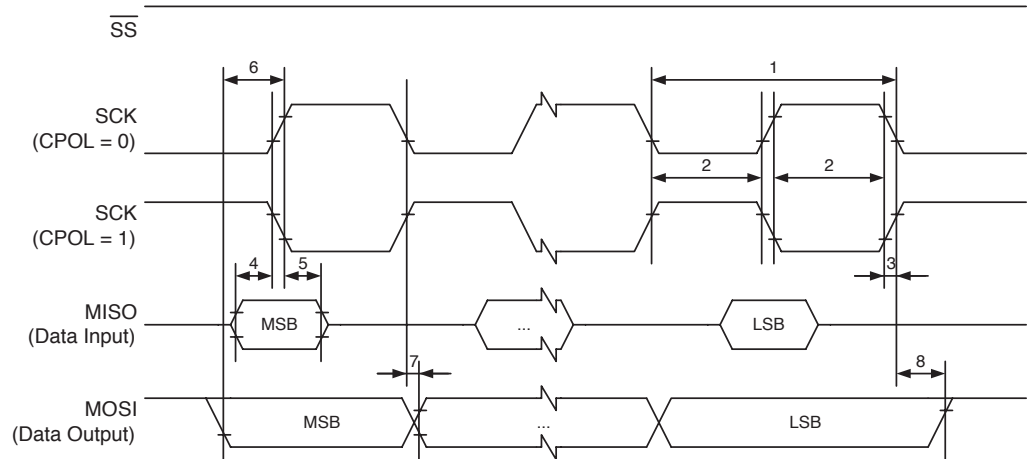 SS
6
1
SCK
(CPOL = 0)
2
2
SCK
(CPOL = 1)
4
5
3
MISO
(Data Input)
MSB
...
LSB
7
8
MOSI
(Data Output)
MSB
...
LSB